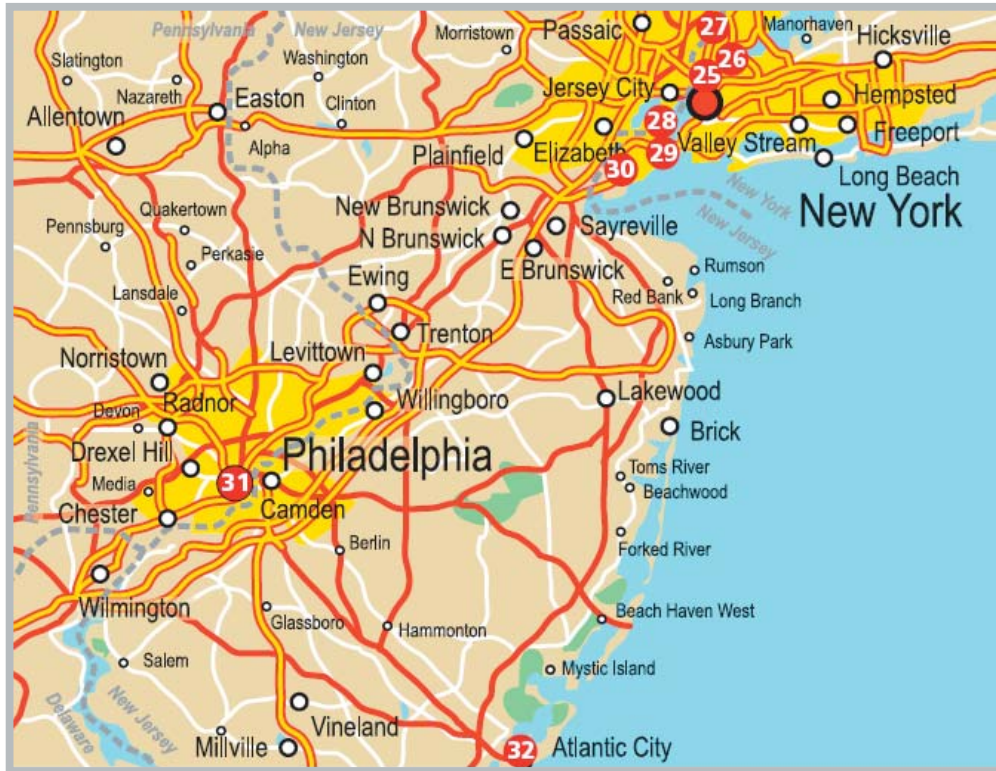 Pennsylvania
New Jersey
Passaic
27
Manorhaven
Hicksville
Morristown
Washington
Slatington
26
25
Nazareth
Easton
Clinton
Jersey City
Hempsted
Allentown
Alpha
28
Freeport
Plainfield
Elizabeth
Valley Stream
29
30
Long Beach
New York
New Jersey
New York
Quakertown
New Brunswick
Pennsburg
Sayreville
N Brunswick
Perkasie
E Brunswick
Rumson
Ewing
Red Bank
Long Branch
Lansdale
Trenton
Asbury Park
Levittown
Norristown
Lakewood
Radnor
Willingboro
Devon
Brick
Pennsylvania
Drexel Hill
Philadelphia
Toms River
Media
31
Beachwood
Chester
Camden
Berlin
Forked River
Wilmington
Glassboro
Hammonton
Beach Haven West
Salem
Mystic Island
Delaware
New Jersey
Vineland
Millville
32
Atlantic City